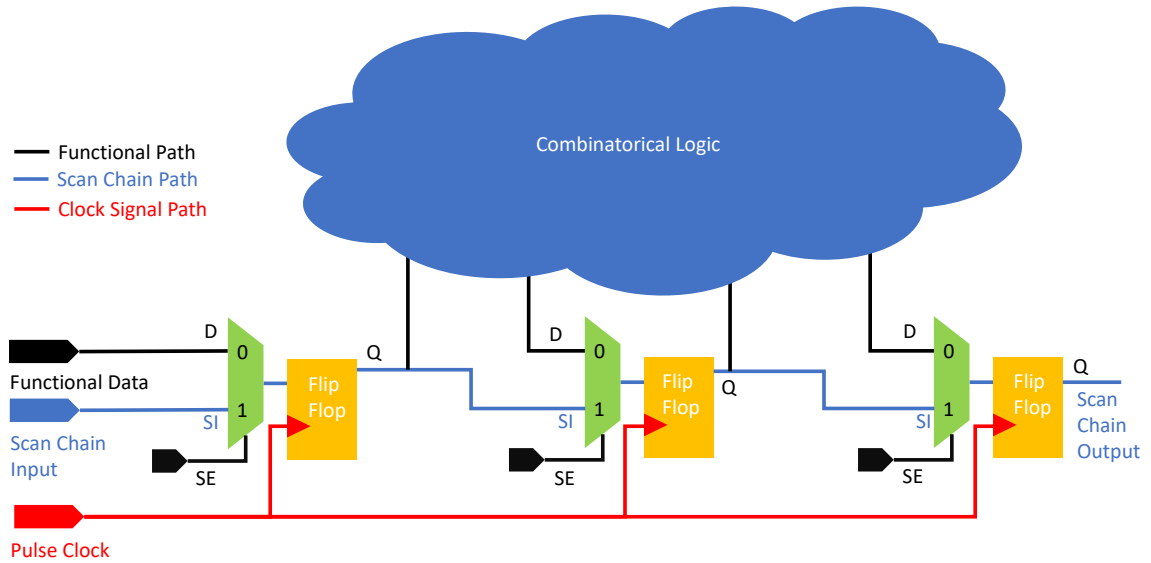 Combinatorical Logic
Functional Path
Scan Chain Path
Clock Signal Path
D
0
Functional Data
1
SI
Scan Chain
Input
SE
Flip
Flop
Q
D
0
1
SI
SE
Flip
Flop
Q
D
0
1
SI
SE
Flip
Flop
Q
Scan
Chain
Output
Pulse Clock